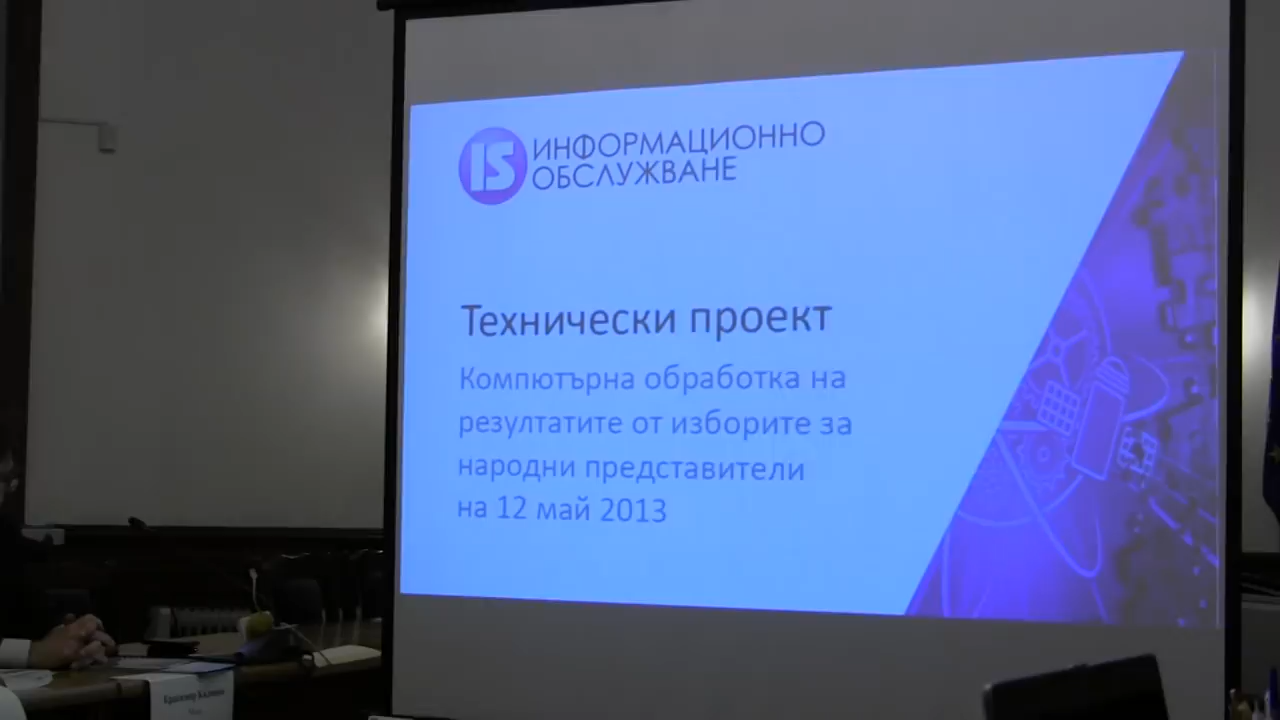 IS ИНФОРМАЦИОННО
ОБСЛУЖВАНЕ
Технически проект
Компютърна обработка на
резултатите от изборите за
народни представители
на 12 май 2013